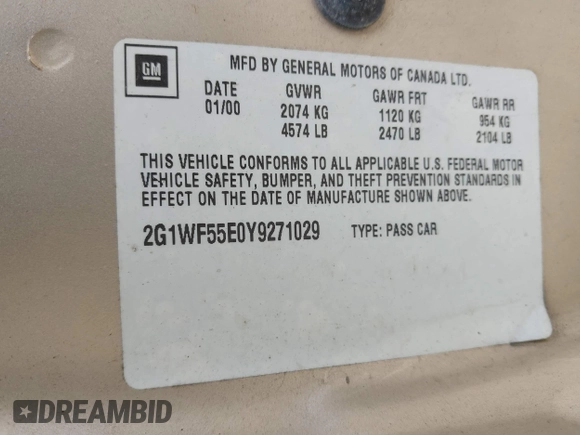 GM
MFD BY GENERAL MOTORS OF CANADA LTD.
DATE GVWR GAWR FRT GAWR RR
01/00 2074 KG 1120 KG 954 KG
4574 LB 2470 LB 2104 LB
THIS VEHICLE CONFORMS TO ALL APPLICABLE U.S. FEDERAL MOTOR
VEHICLE SAFETY, BUMPER, AND THEFT PREVENTION STANDARDS IN
EFFECT ON THE DATE OF MANUFACTURE SHOWN ABOVE.
2G1WF55E0Y9271029 TYPE: PASS CAR
DREAMBID